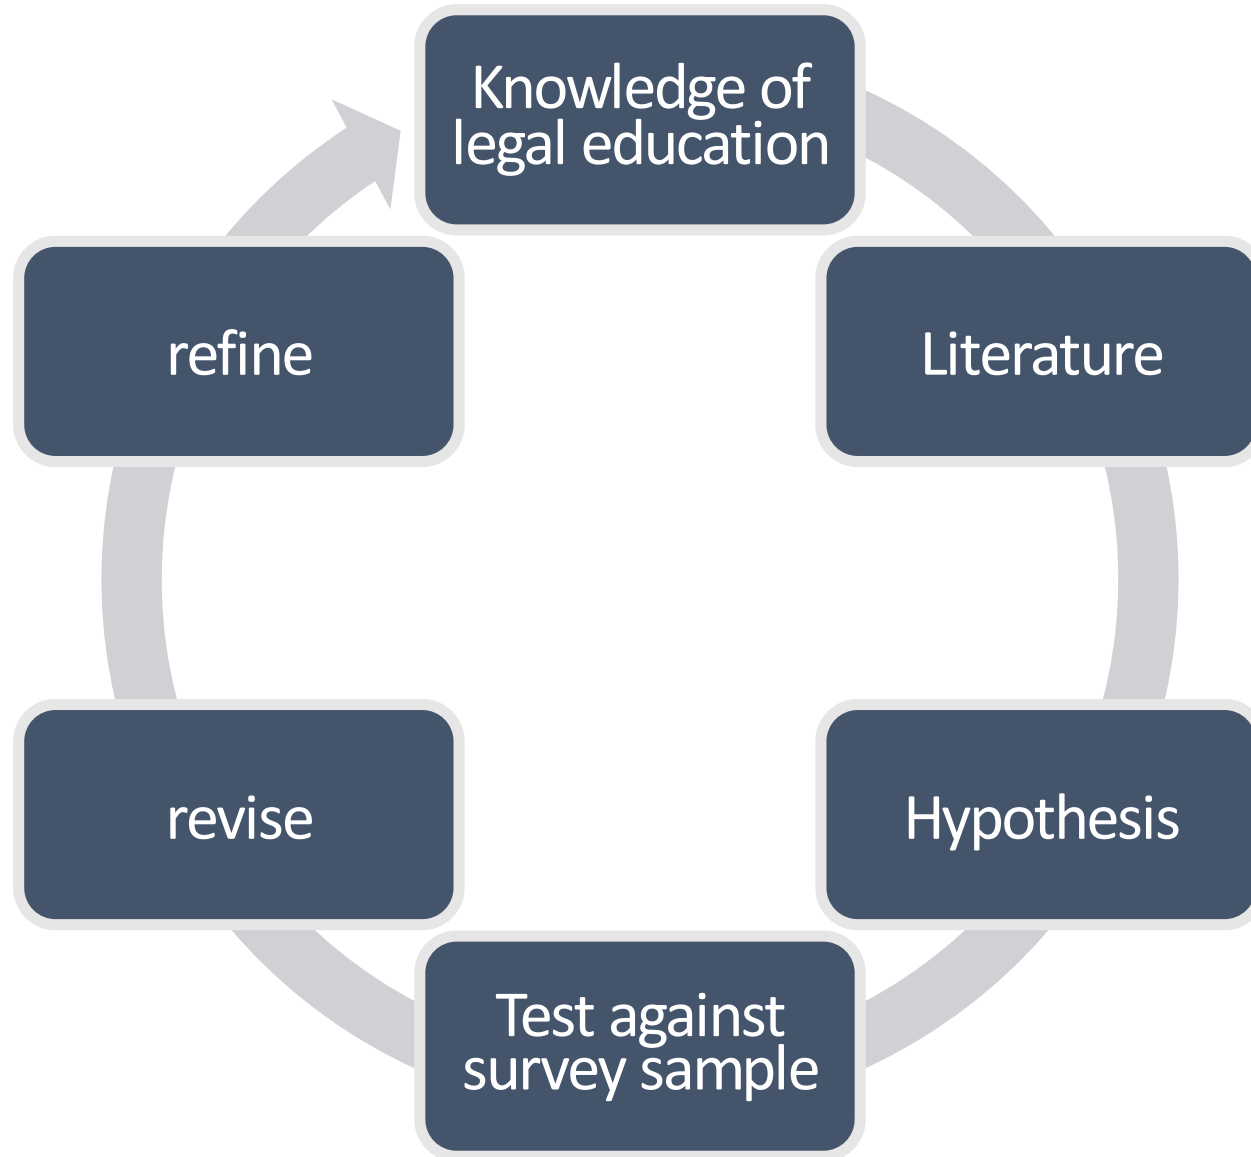 Knowledge of
legal education
Literature
Hypothesis
Test against
survey sample
revise
refine